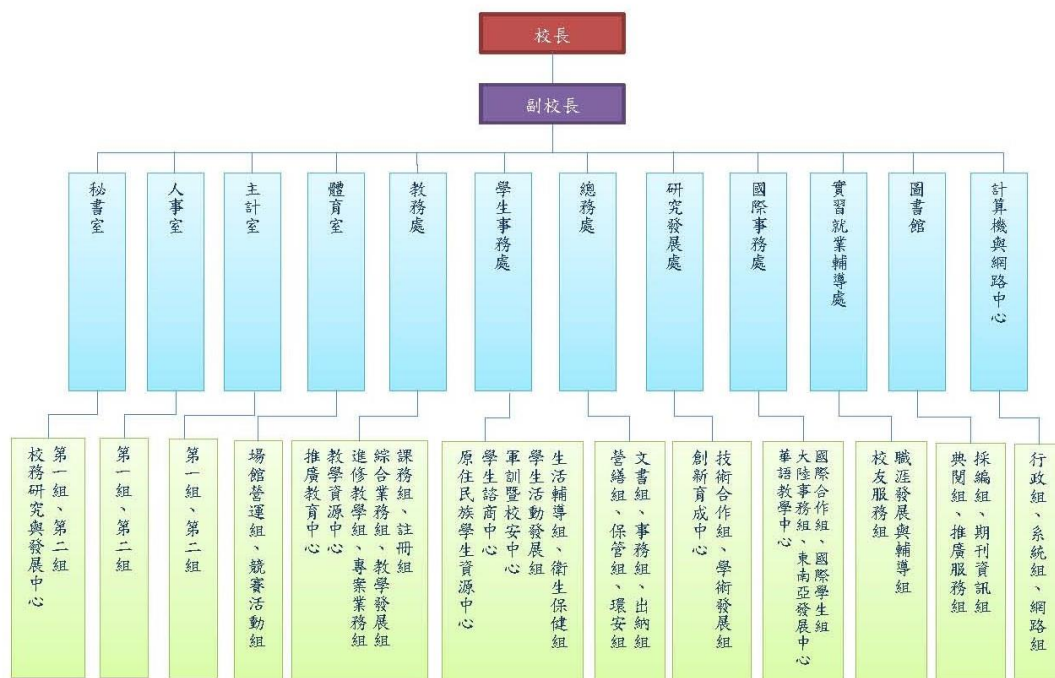 校長
副校長
秘書室
人事室
主計室
體育室
教務處
學生事務處
總務處
研究發展處
國際事務處
實習就業輔導處
圖書館
計算機與網路中心
第一組、第二組
校務研究與發展中心
第一組、第二組
第一組、第二組
場館營運組、競賽活動組
課務組、註冊組
綜合業務組、教學發展組
進修教學組、專案業務組
教學資源中心
推廣教育中心
生活輔導組、衛生保健組
學生活動發展組
軍訓暨校安中心
學生諮商中心
原住民族學生資源中心
文書組、事務組、出納組
營繕組、保管組、環安組
技術合作組、學術發展組
創新育成中心
國際合作組、國際學生組
大陸事務組、東南亞發展中心
華語教學中心
職涯發展與輔導組
校友服務組
採編組、期刊資訊組
典閱組、推廣服務組
行政組、系統組、網路組